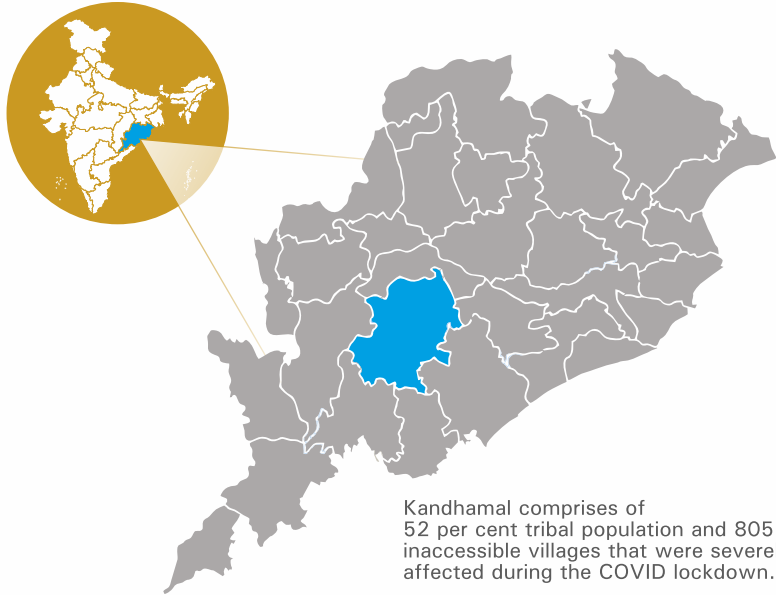 Kandhamal comprises of
52 per cent tribal population and 805
inaccessible villages that were severe
affected during the COVID lockdown.